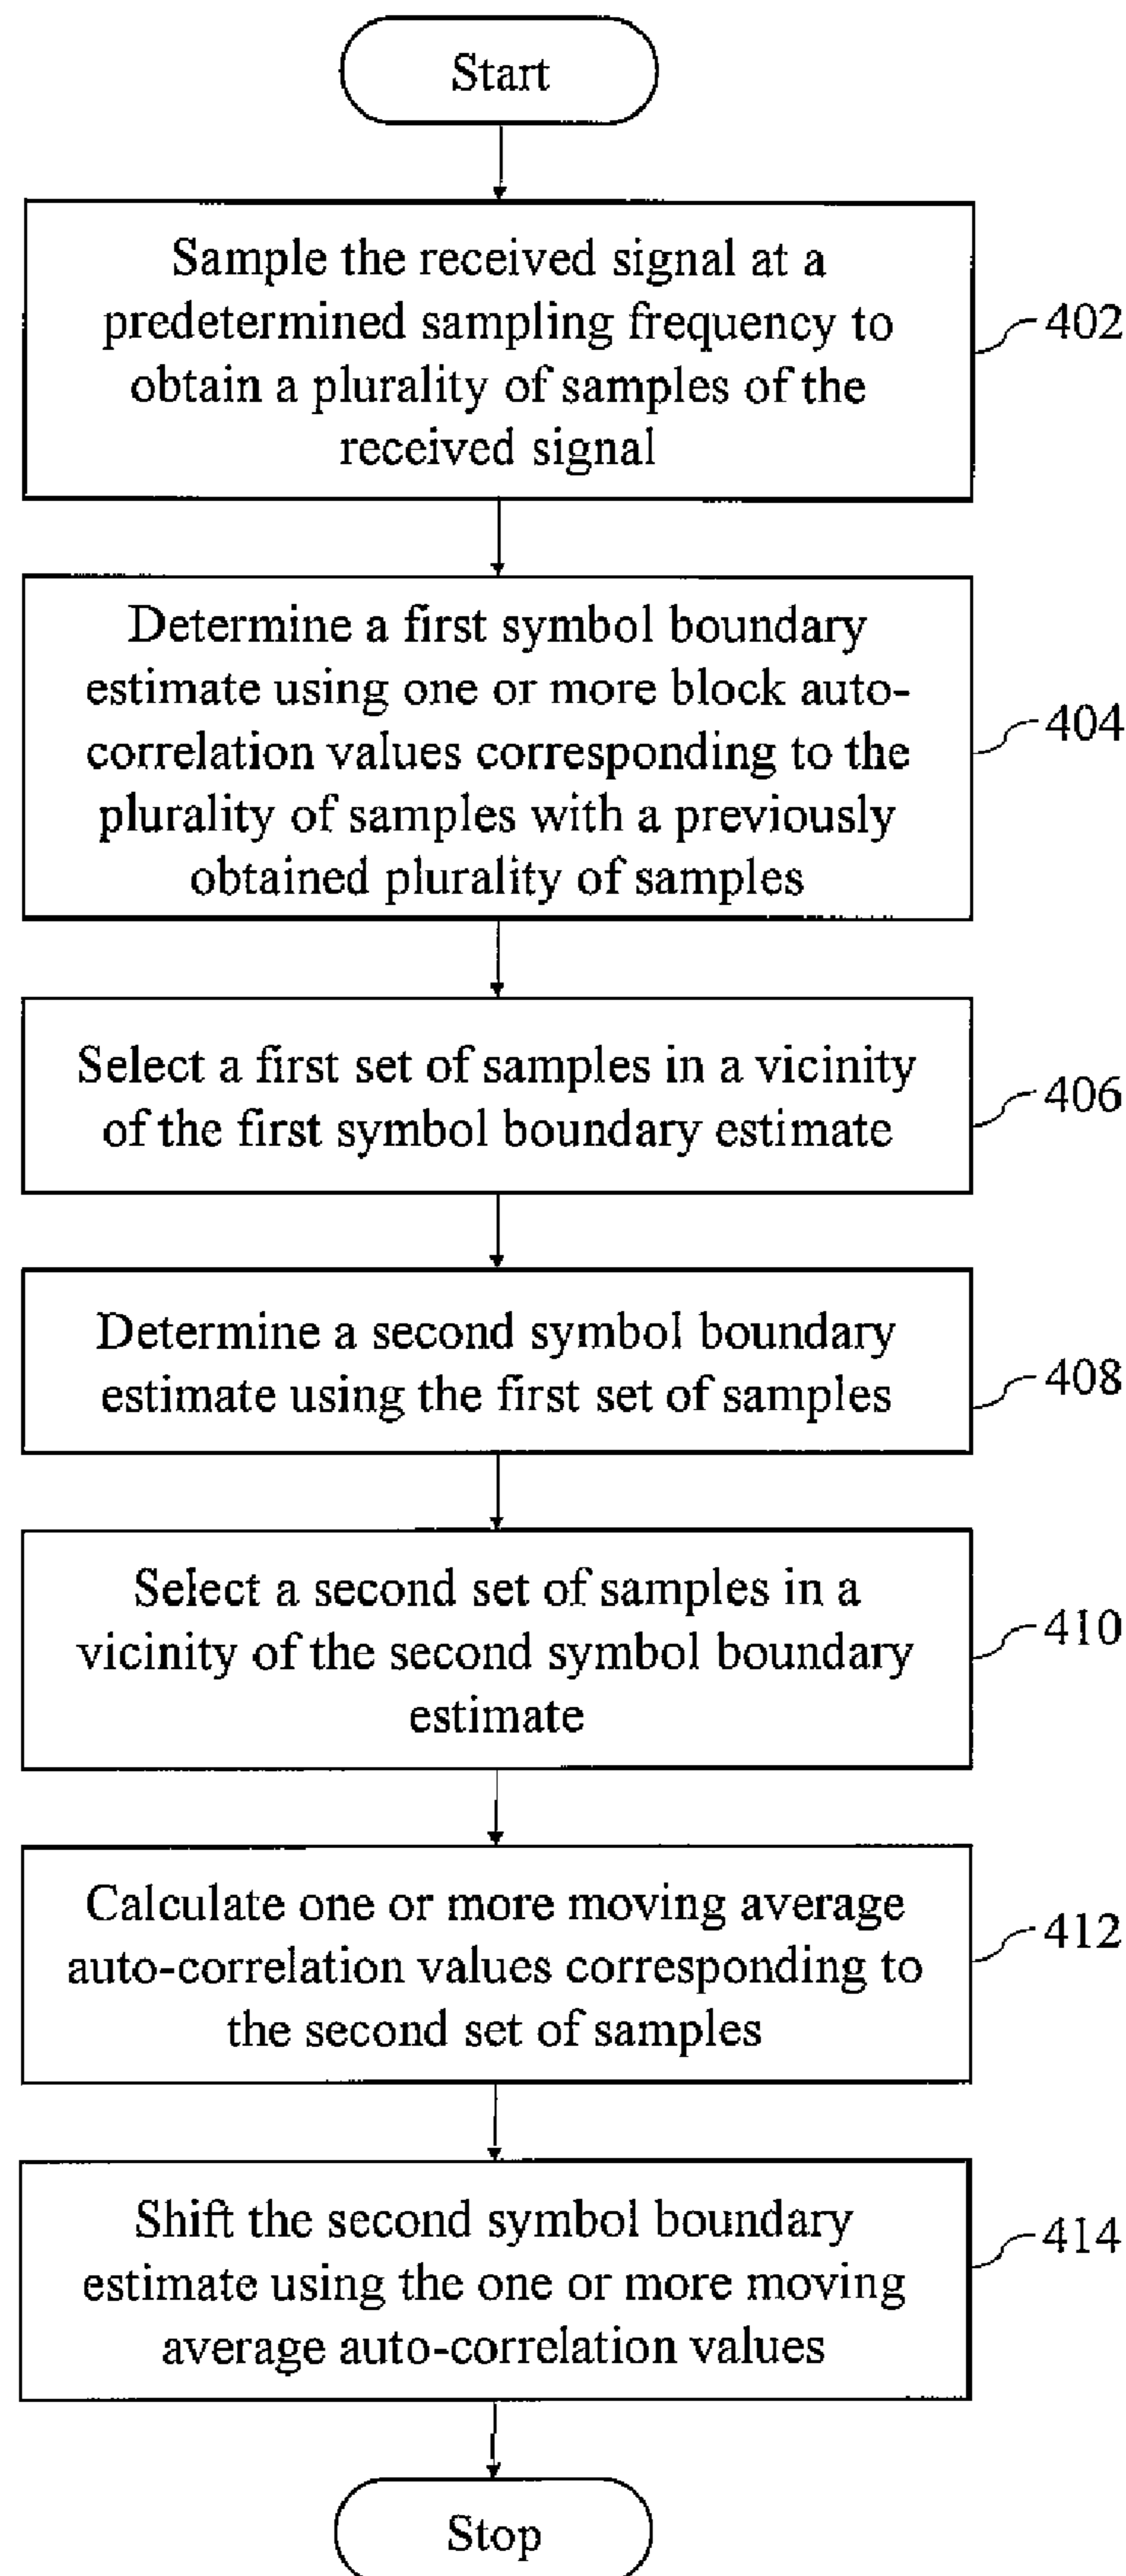 Start
Sample the received signal at a
predetermined sampling frequency to
obtain a plurality of samples of the
received signal
402
Determine a first symbol boundary
estimate using one or more block auto-
correlation values corresponding to the
plurality of samples with a previously
obtained plurality of samples
404
Select a first set of samples in a vicinity
of the first symbol boundary estimate
406
Determine a second symbol boundary
estimate using the first set of samples
408
Select a second set of samples in a
vicinity of the second symbol boundary
estimate
410
Calculate one or more moving average
auto-correlation values corresponding to
the second set of samples
412
Shift the second symbol boundary
estimate using the one or more moving
average auto-correlation values
414
Stop